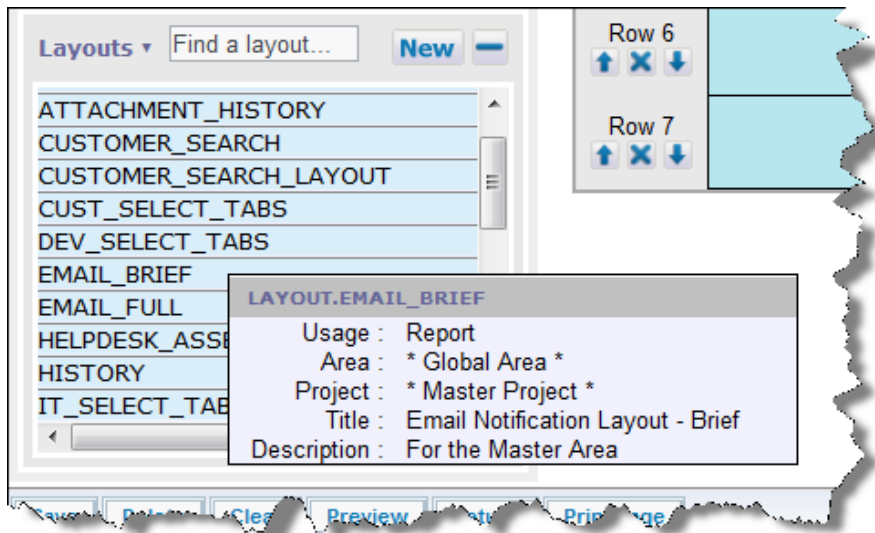 Layouts ▾ Find a layout... New
ATTACHMENT_HISTORY
CUSTOMER_SEARCH
CUSTOMER_SEARCH_LAYOUT
CUST_SELECT_TABS
DEV_SELECT_TABS
EMAIL_BRIEF
EMAIL_FULL
HISTORY
LAYOUT.EMAIL_BRIEF
Usage : Report
Area : * Global Area *
Project : * Master Project *
Title : Email Notification Layout - Brief
Description : For the Master Area
Row 6
Row 7
Preview